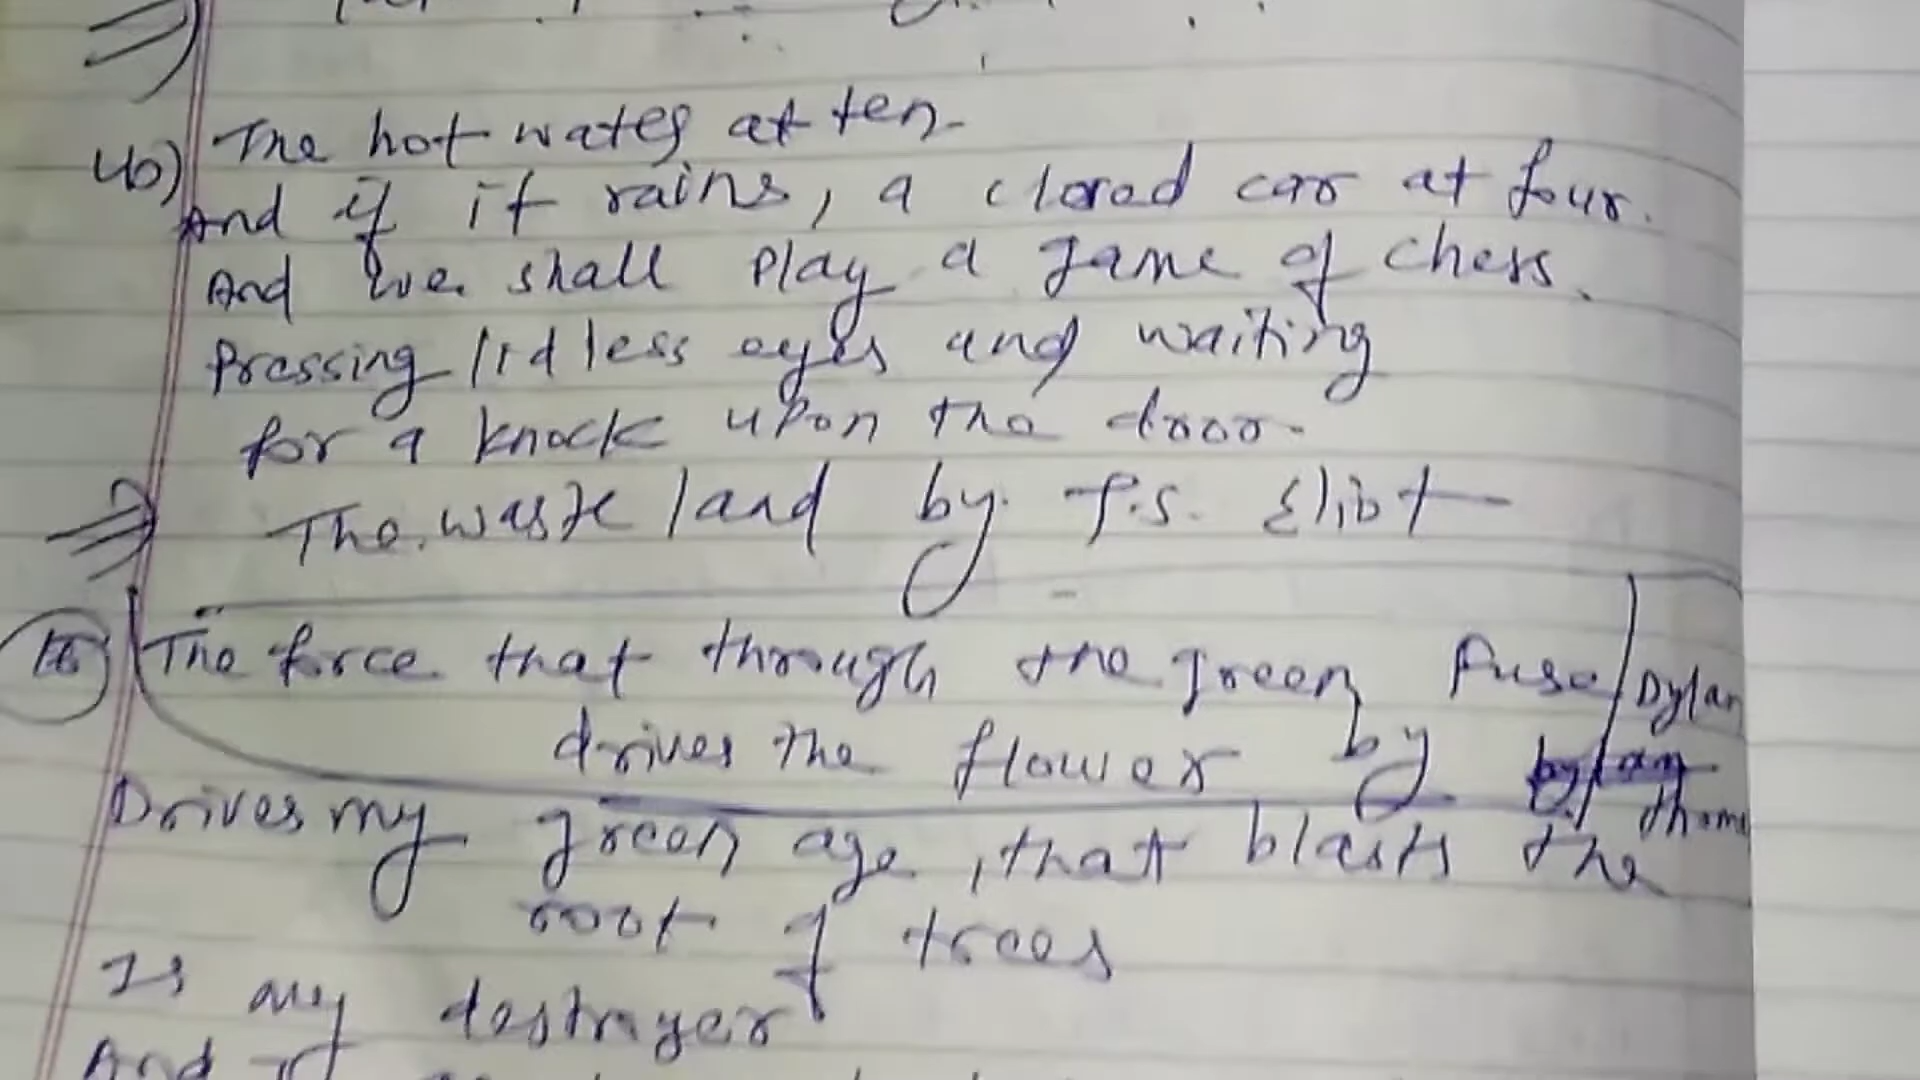 4b) The hot water at ten.
And if it rains, a closed car at four.
And we shall play a game of chess.
Pressing lidless eyes and waiting
for a knock upon the door.
The waste land by T.S. Eliot
The force that through the green fuse / Dylan
drives the flower by
thoms
Drives my green age, that blasts the
root of trees
Is my destroyer
And